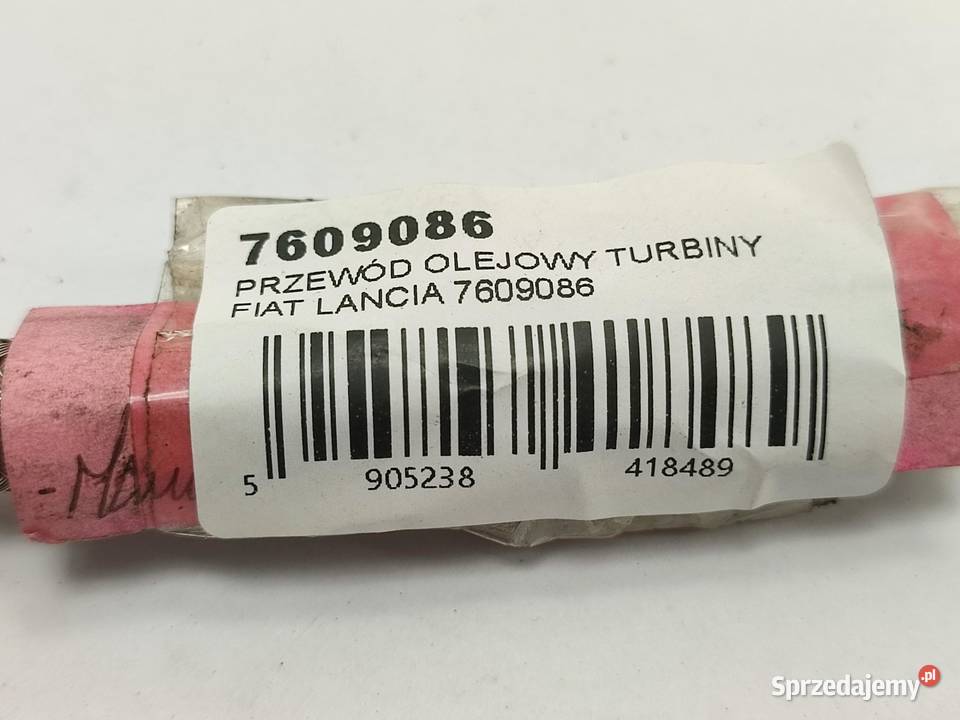 7609086
PRZEWÓD OLEJOWY TURBINY
FIAT LANCIA 7609086
5 905238 418489
Sprzedajemy.pl